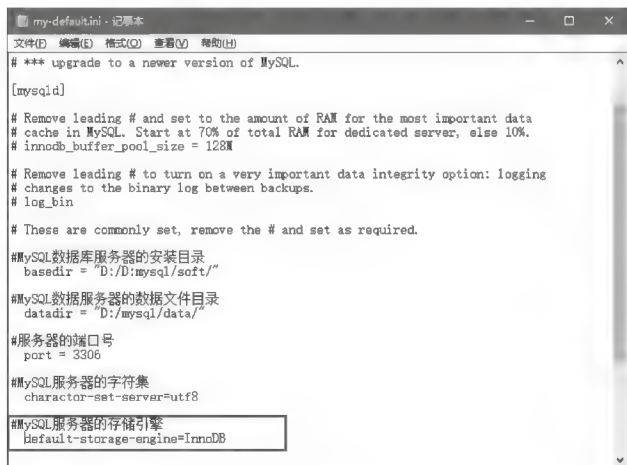 my-default.ini - 记事本
文件(F) 编辑(E) 格式(O) 查看(V) 帮助(H)
# *** upgrade to a newer version of MySQL.
[mysqld]
# Remove leading # and set to the amount of RAM for the most important data
# cache in MySQL. Start at 70% of total RAM for dedicated server, else 10%.
# innodb_buffer_pool_size = 128M
# Remove leading # to turn on a very important data integrity option: logging
# changes to the binary log between backups.
# log_bin
# These are commonly set, remove the # and set as required.
#MySQL数据库服务器的安装目录
basedir = "D:/D:mysql/soft/"
#MySQL数据服务器的数据文件目录
datadir = "D:/mysql/data/"
#服务器的端口号
port = 3306
#MySQL服务器的字符集
charactor-set-server=utf8
#MySQL服务器的存储引擎
default-storage-engine=InnoDB